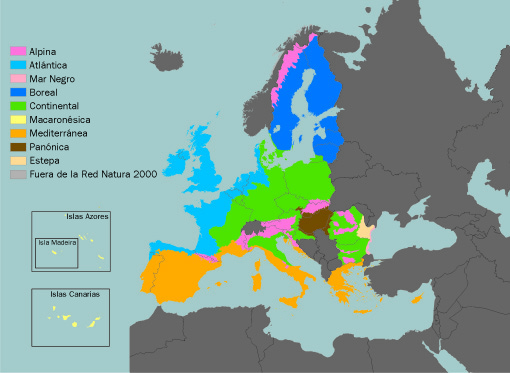 Alpina
Atlántica
Mar Negro
Boreal
Continental
Macaronésica
Mediterránea
Panónica
Estepa
Fuera de la Red Natura 2000
Islas Azores
Isla Madeira
Islas Canarias